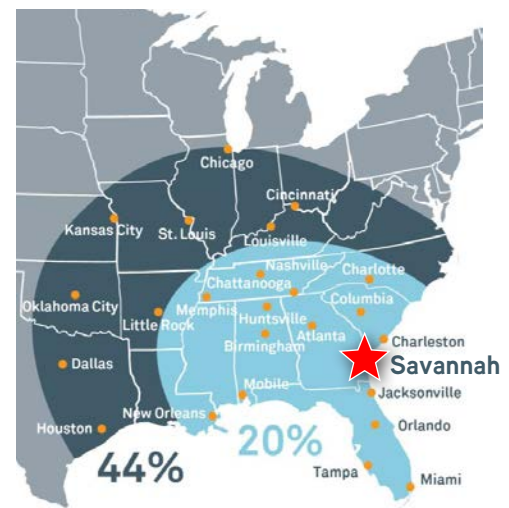 Chicago
Cincinnati
Kansas City
St. Louis
Louisville
Nashville
Charlotte
Chattanooga
Oklahoma City
Memphis
Columbia
Little Rock
Huntsville
Atlanta
Birmingham
Charleston
Savannah
Dallas
Mobile
Jacksonville
New Orleans
Houston
Orlando
20%
44%
Tampa
Miami